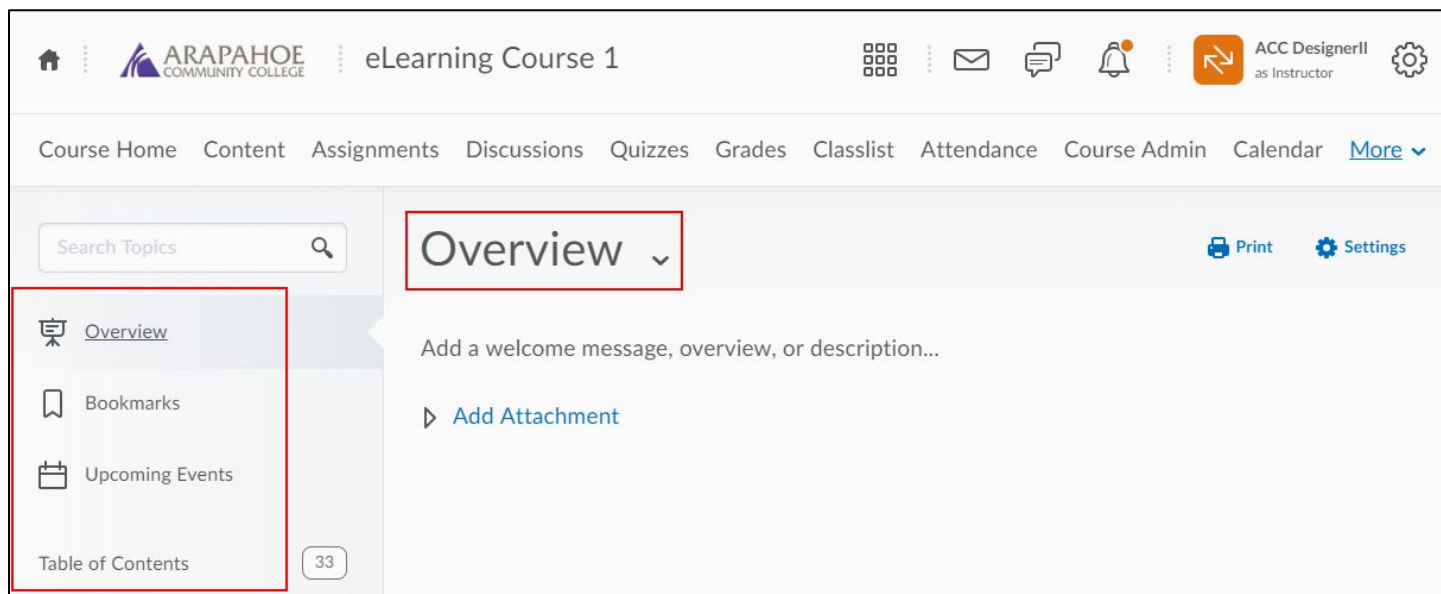 ARAPAHOE
COMMUNITY COLLEGE
eLearning Course 1
ACC DesignerII
as Instructor
Course Home Content Assignments Discussions Quizzes Grades Classlist Attendance Course Admin Calendar More
Search Topics
Overview
Bookmarks
Upcoming Events
Table of Contents 33
Overview
Print Settings
Add a welcome message, overview, or description...
Add Attachment